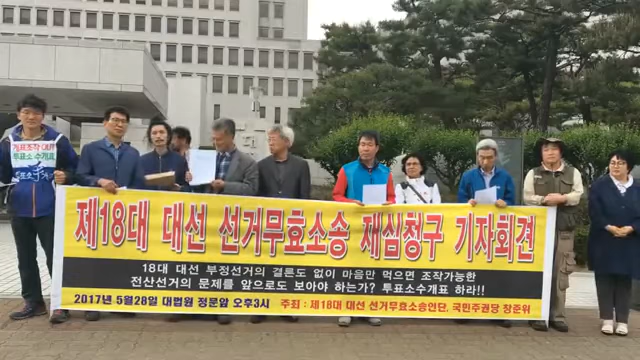 개표조작 대신
투표소 수개표
제18대 대선 선거무효소송 재심청구 기자회견
18대 대선 부정선거의 결론도 없이 마음만 먹으면 조작가능한
전산선거의 문제를 앞으로도 보아야 하는가? 투표소수개표 하라!!
2017년 5월28일 대법원 정문앞 오후3시 주최 : 제18대 대선 선거무효소송인단, 국민주권당 창준위